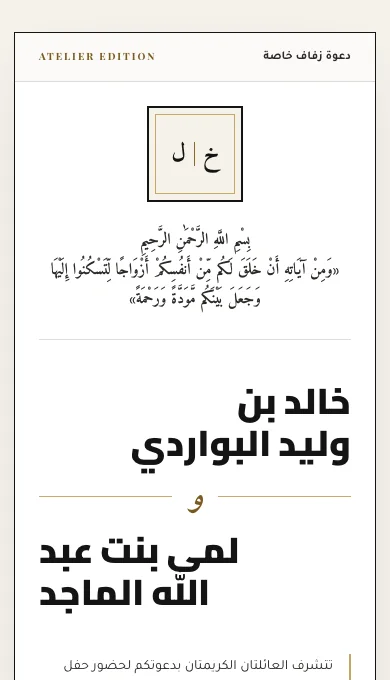 دعوة زفاف خاصة
ATELIER EDITION
خ | ل
بِسْمِ اللَّهِ الرَّحْمَٰنِ الرَّحِيمِ
«وَمِنْ آيَاتِهِ أَنْ خَلَقَ لَكُم مِّنْ أَنفُسِكُمْ أَزْوَاجًا لِّتَسْكُنُوا إِلَيْهَا
وَجَعَلَ بَيْنَكُم مَّوَدَّةً وَرَحْمَةً»
خالد بن
وليد البواردي
و
لمى بنت عبد
الله الماجد
تتشرف العائلتان الكريمتان بدعوتكم لحضور حفل